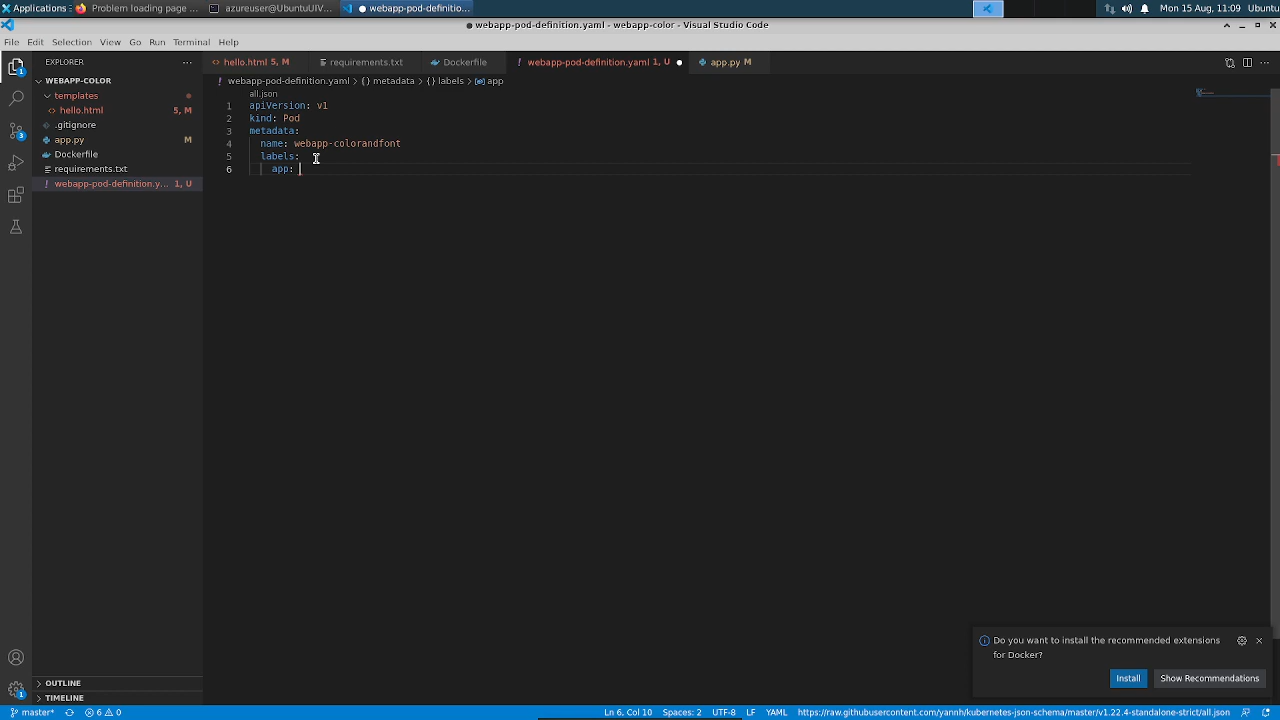 Applications
Problem loading page ...
azureuser@UbuntuUIV...
● webapp-pod-definitio...
Mon 15 Aug, 11:09 Ubuntu
● webapp-pod-definition.yaml - webapp-color - Visual Studio Code
File Edit Selection View Go Run Terminal Help
EXPLORER ...
hello.html 5, M
requirements.txt
Dockerfile
! webapp-pod-definition.yaml 1, U ●
app.py M
WEBAPP-COLOR
webapp-pod-definition.yaml > {} metadata > {} labels > app
templates
hello.html 5, M
.gitignore
app.py M
Dockerfile
requirements.txt
! webapp-pod-definition.y... 1, U
all.json
1 apiVersion: v1
2 kind: Pod
3 metadata:
4 name: webapp-colorandfont
5 labels:
6 app:
1
3
1
Do you want to install the recommended extensions
for Docker?
Install
Show Recommendations
OUTLINE
TIMELINE
master* 6 0
Ln 6, Col 10 Spaces: 2 UTF-8 LF YAML https://raw.githubusercontent.com/yannh/kubernetes-json-schema/master/v1.22.4-standalone-strict/all.json